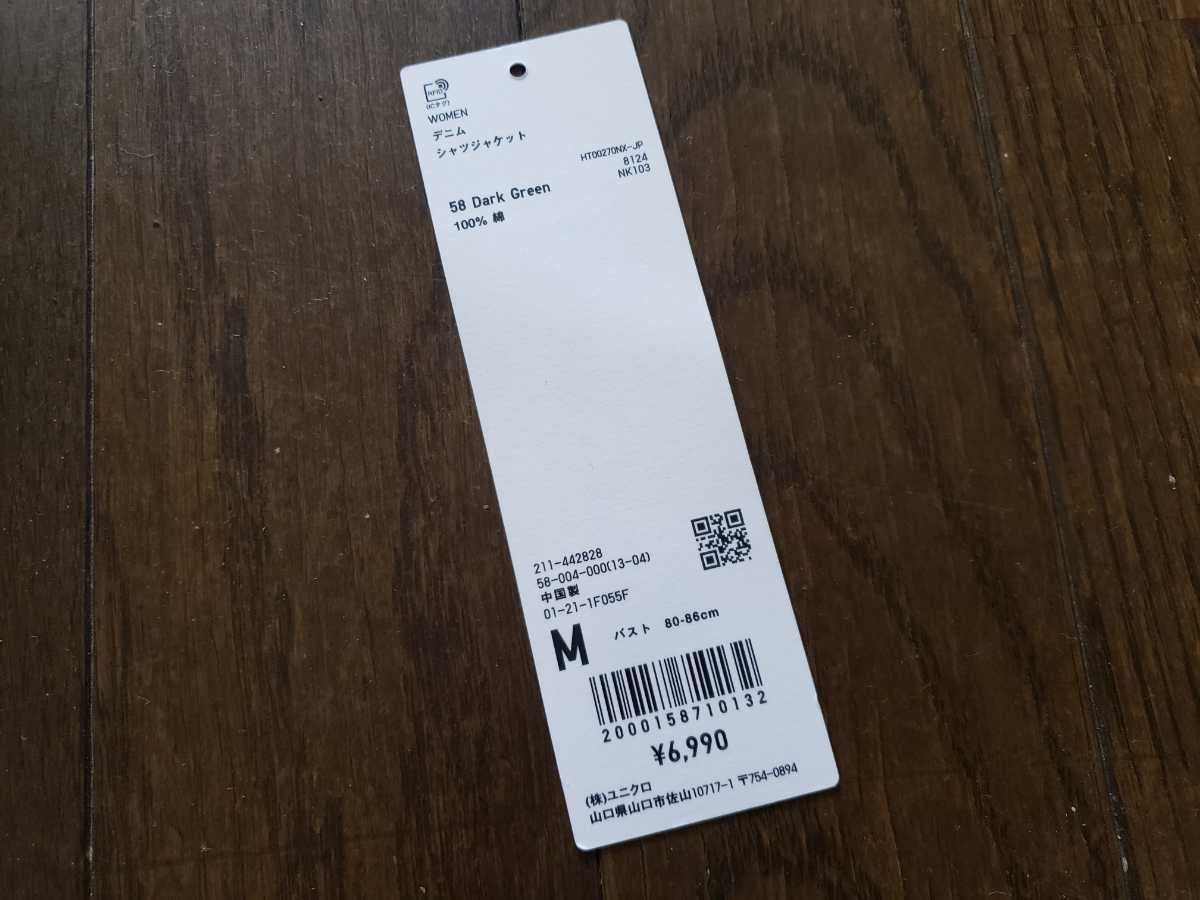 RFID
(ICタグ)
WOMEN
デニム
シャツジャケット
HT00270NX-JP
8124
NK103
58 Dark Green
100% 綿
211-442828
58-004-000(13-04)
中国製
01-21-1F055F
M バスト 80-86cm
2000158710132
¥6,990
(株)ユニクロ
山口県山口市佐山10717-1 〒754-0894